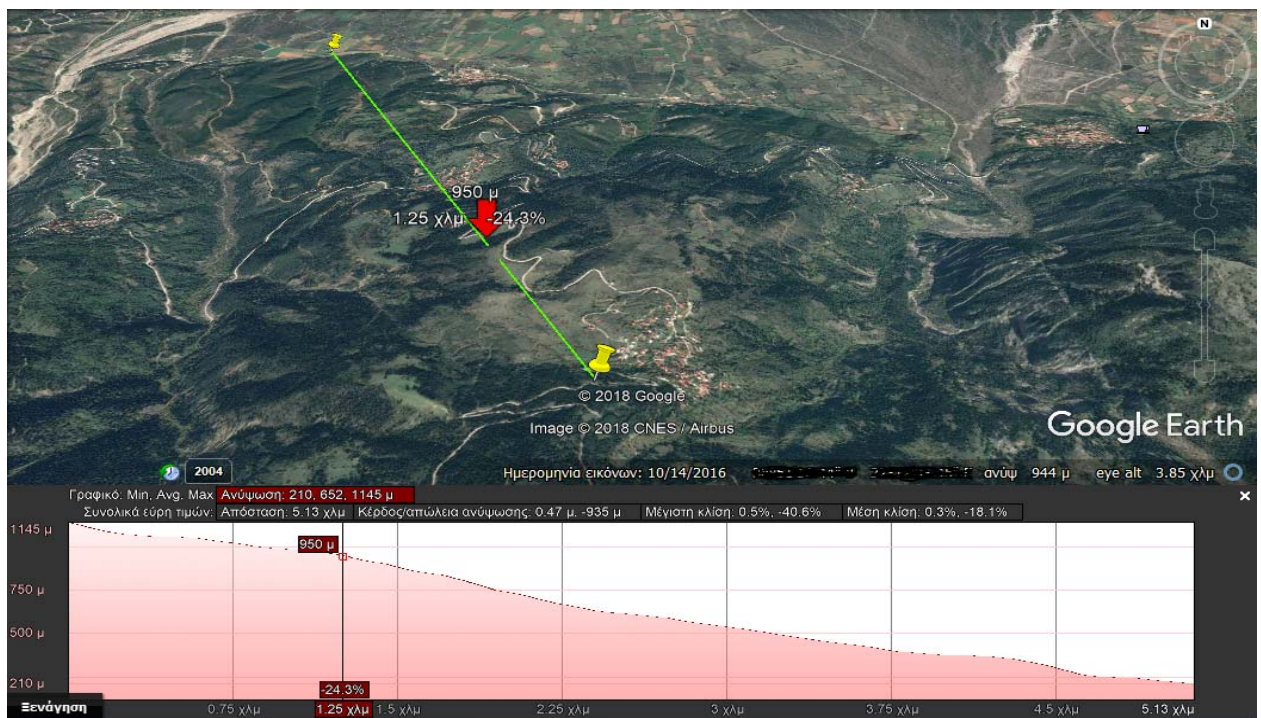 N
950 μ
1.25 χλμ -24.3%
© 2018 Google
Image © 2018 CNES / Airbus
Google Earth
2004
Ημερομηνία εικόνων: 10/14/2016 ανύψ 944 μ eye alt 3.85 χλμ
Γραφικό: Min, Avg. Max Ανύψωση: 210, 652, 1145 μ
Συνολικά εύρη τιμών: Απόσταση: 5.13 χλμ Κέρδος/απώλεια ανύψωσης: 0.47 μ, -935 μ Μέγιστη κλίση: 0.5%, -40.6% Μέση κλίση: 0.3%, -18.1%
1145 μ
950 μ
750 μ
500 μ
210 μ
-24.3%
Ξενάγηση 0.75 χλμ 1.25 χλμ 1.5 χλμ 2.25 χλμ 3 χλμ 3.75 χλμ 4.5 χλμ 5.13 χλμ